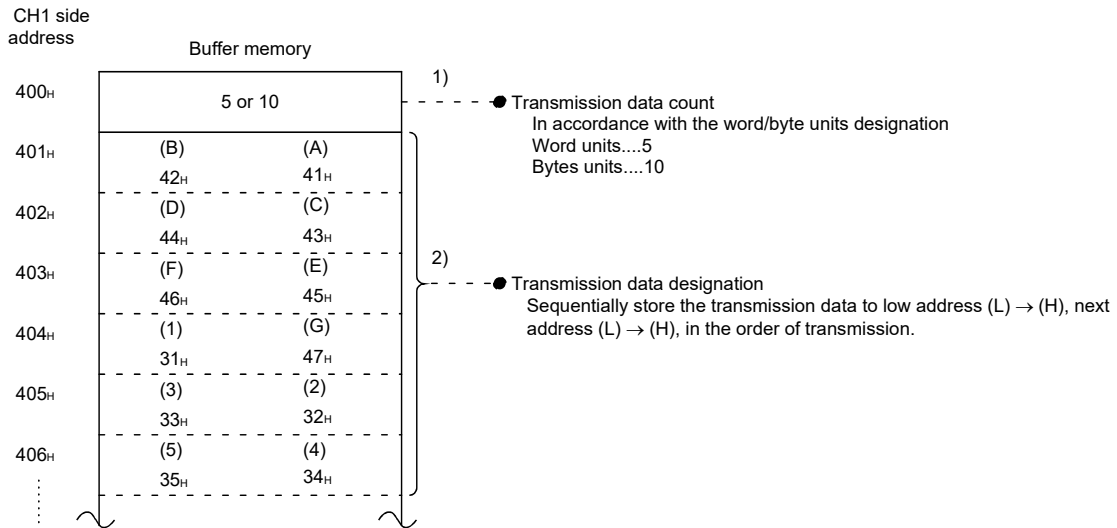 CH1 side
address
Buffer memory
400H
5 or 10
1)
Transmission data count
In accordance with the word/byte units designation
Word units....5
Bytes units....10
401H
(B) (A)
42H 41H
402H
(D) (C)
44H 43H
403H
(F) (E)
46H 45H
2)
Transmission data designation
Sequentially store the transmission data to low address (L) → (H), next
address (L) → (H), in the order of transmission.
404H
(1) (G)
31H 47H
405H
(3) (2)
33H 32H
406H
(5) (4)
35H 34H